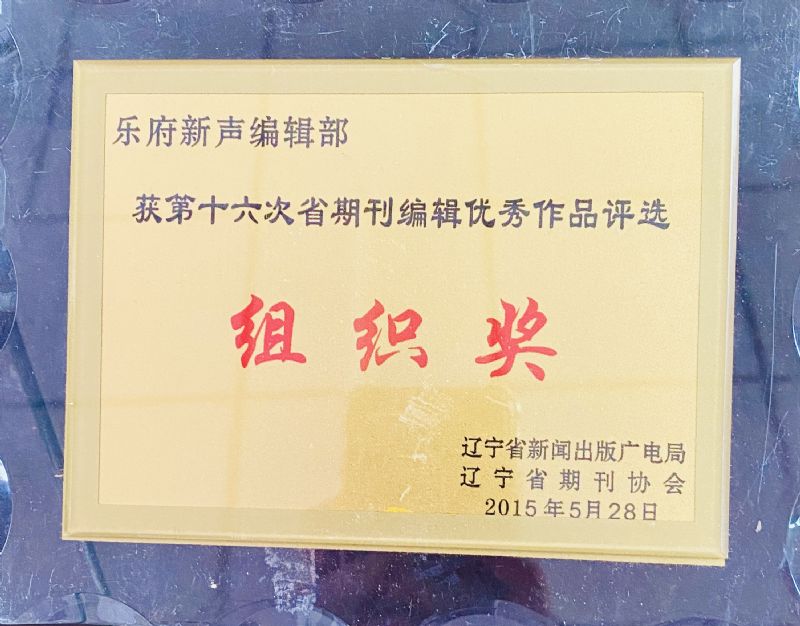 乐府新声编辑部
获第十六次省期刊编辑优秀作品评选
组织奖
辽宁省新闻出版广电局
辽宁省期刊协会
2015年5月28日